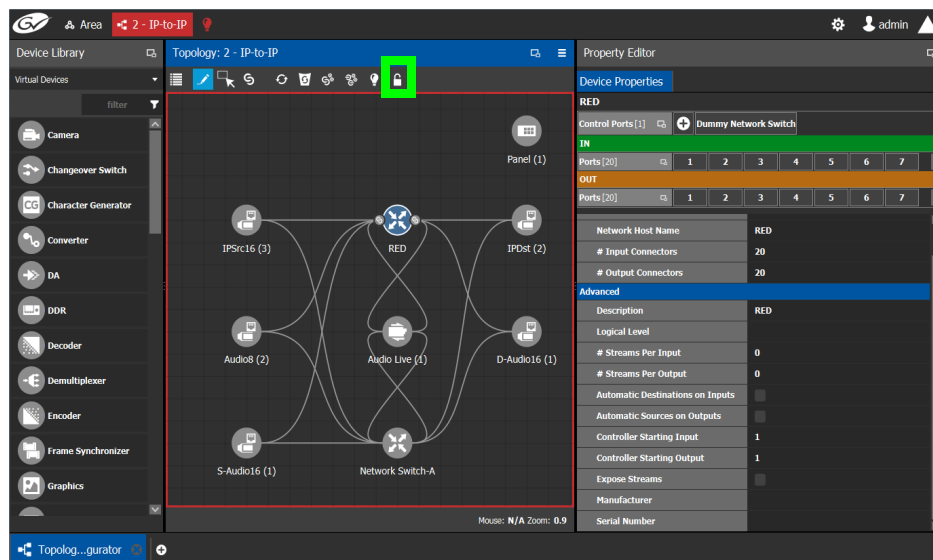 GV Area 2 - IP-to-IP admin
Device Library
Virtual Devices
filter
Camera
Changeover Switch
CG Character Generator
Converter
DA
DDR
Decoder
Demultiplexer
Encoder
Frame Synchronizer
Graphics
Topology: 2 - IP-to-IP
Panel (1)
IPSrc16 (3)
RED
IPDst (2)
Audio8 (2)
Audio Live (1)
D-Audio16 (1)
S-Audio16 (1)
Network Switch-A
Mouse: N/A Zoom: 0.9
Property Editor
Device Properties
RED
Control Ports [1] Dummy Network Switch
IN
Ports [20] 1 2 3 4 5 6 7
OUT
Ports [20] 1 2 3 4 5 6 7
Network Host Name RED
# Input Connectors 20
# Output Connectors 20
Advanced
Description RED
Logical Level
# Streams Per Input 0
# Streams Per Output 0
Automatic Destinations on Inputs
Automatic Sources on Outputs
Controller Starting Input 1
Controller Starting Output 1
Expose Streams
Manufacturer
Serial Number
Topolog...gurator